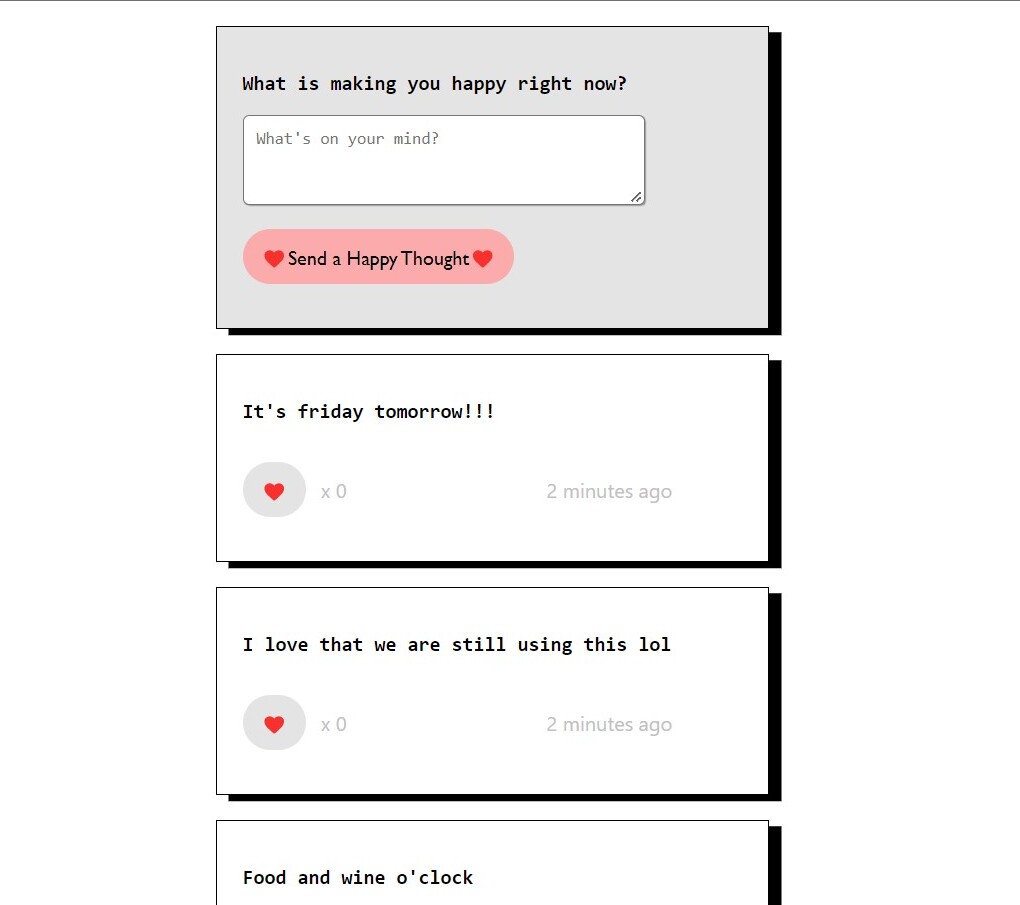 What is making you happy right now?
What's on your mind?
❤️Send a Happy Thought❤️
It's friday tomorrow!!!
x 0
2 minutes ago
I love that we are still using this lol
x 0
2 minutes ago
Food and wine o'clock